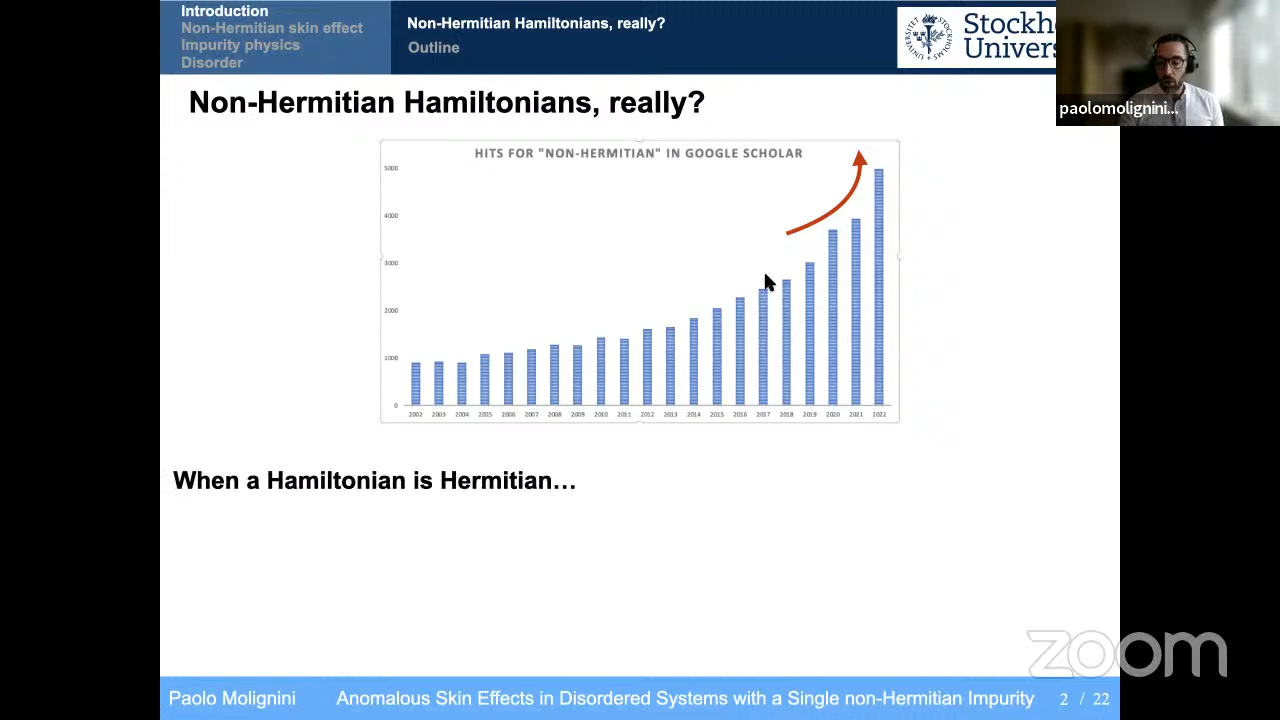 Introduction
Non-Hermitian skin effect
Impurity physics
Disorder
Non-Hermitian Hamiltonians, really?
Outline
Stockho
Univers
paolomolignini...
Non-Hermitian Hamiltonians, really?
HITS FOR "NON-HERMITIAN" IN GOOGLE SCHOLAR
5000
4000
3000
2000
1000
0
2002 2003 2004 2005 2006 2007 2008 2009 2010 2011 2012 2013 2014 2015 2016 2017 2018 2019 2020 2021 2022
When a Hamiltonian is Hermitian…
zoom
Paolo Molignini Anomalous Skin Effects in Disordered Systems with a Single non-Hermitian Impurity 2 / 22